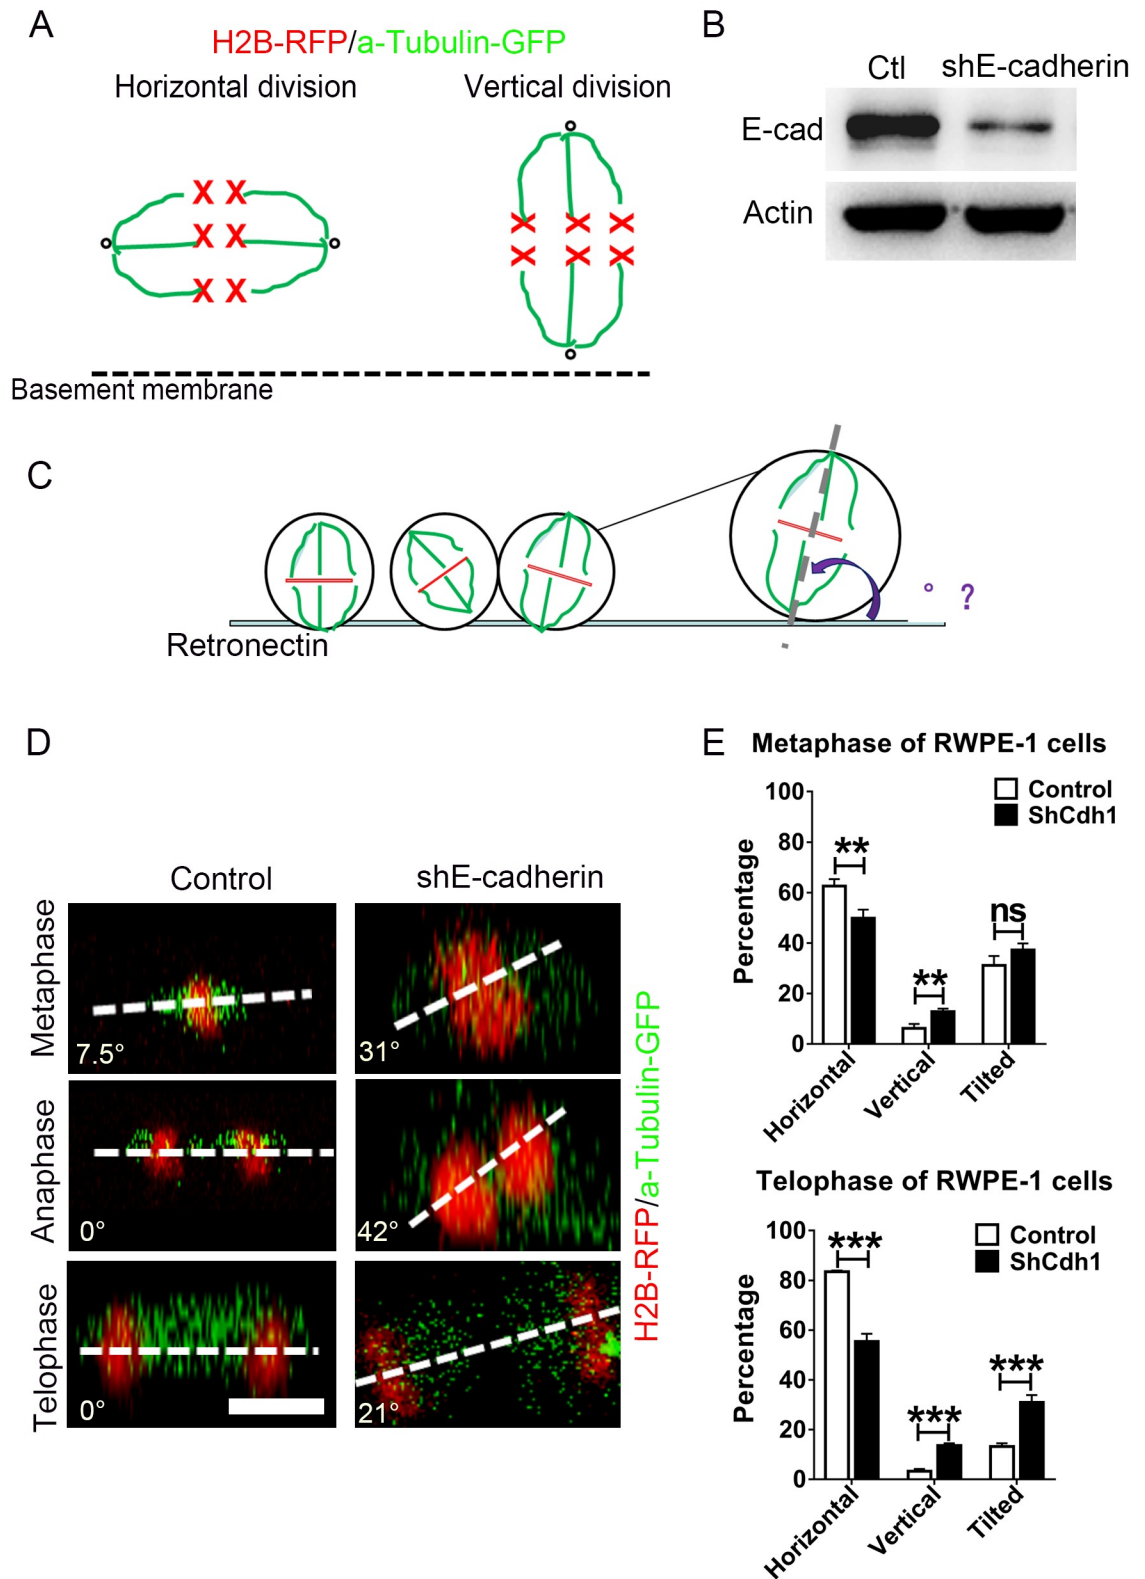 A
H2B-RFP/a-Tubulin-GFP
Horizontal division
Vertical division
Basement membrane
B
Ctl
shE-cadherin
E-cad
Actin
C
Retronectin
° ?
D
Control
shE-cadherin
Metaphase
7.5°
31°
Anaphase
0°
42°
Telophase
0°
21°
H2B-RFP/a-Tubulin-GFP
E
Metaphase of RWPE-1 cells
Control
ShCdh1
Percentage
100
80
60
40
20
0
**
**
ns
Horizontal
Vertical
Tilted
Telophase of RWPE-1 cells
Control
ShCdh1
Percentage
100
80
60
40
20
0
***
***
***
Horizontal
Vertical
Tilted